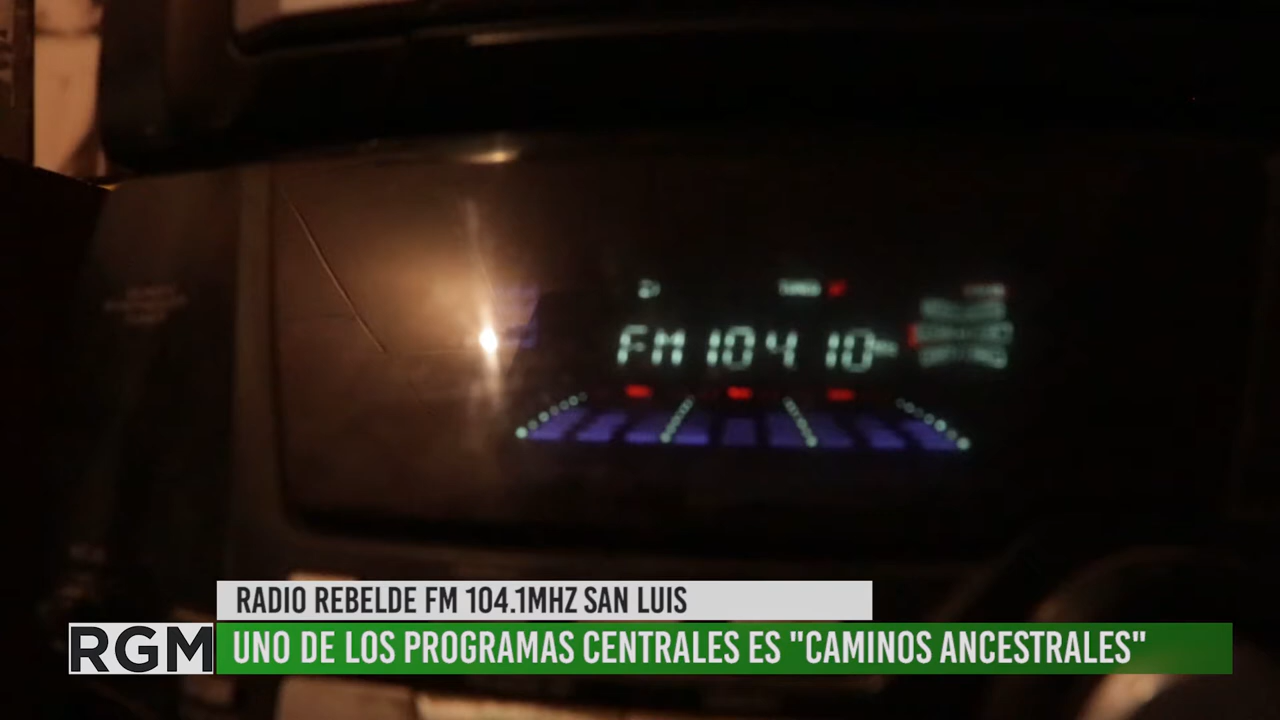 FM 104 10
RADIO REBELDE FM 104.1MHZ SAN LUIS
RGM
UNO DE LOS PROGRAMAS CENTRALES ES "CAMINOS ANCESTRALES"